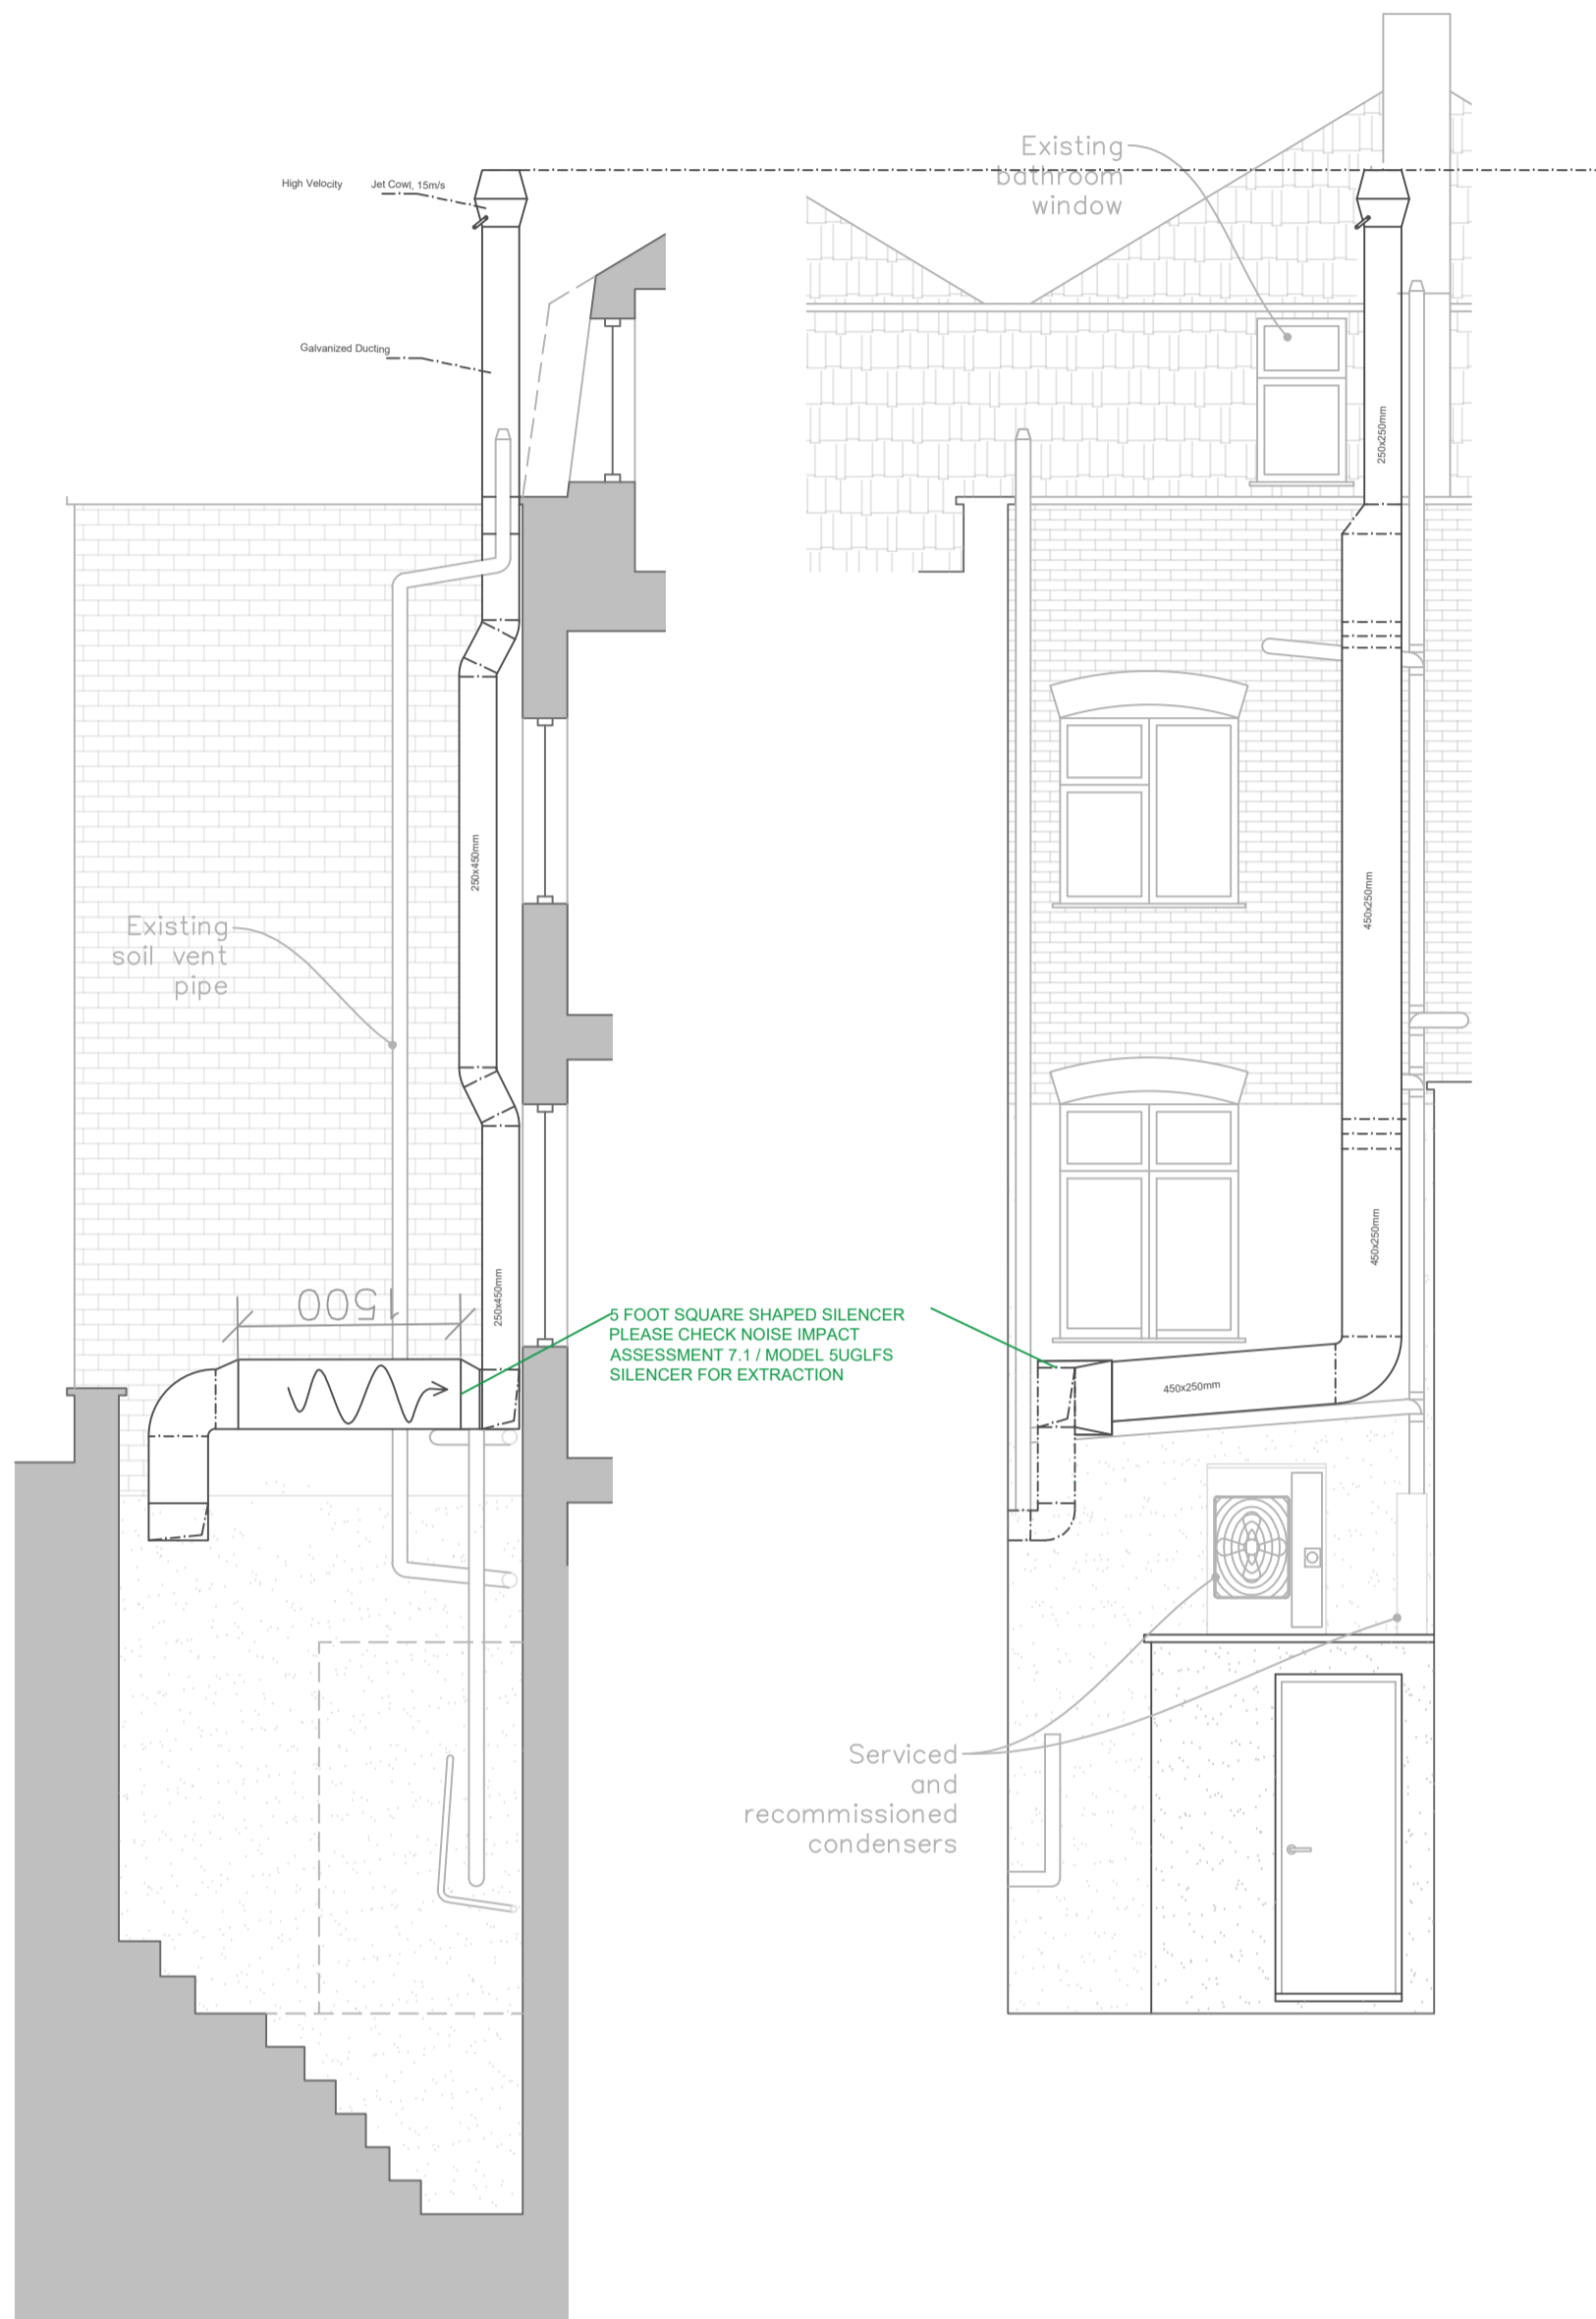 High Velocity Jet Cowl, 15m/s
Galvanized Ducting
250x450mm
Existing
soil vent
pipe
1500
250x450mm
5 FOOT SQUARE SHAPED SILENCER
PLEASE CHECK NOISE IMPACT
ASSESSMENT 7.1 / MODEL 5UGLFS
SILENCER FOR EXTRACTION
Existing
bathroom
window
250x250mm
450x250mm
450x250mm
450x250mm
Serviced
and
recommissioned
condensers